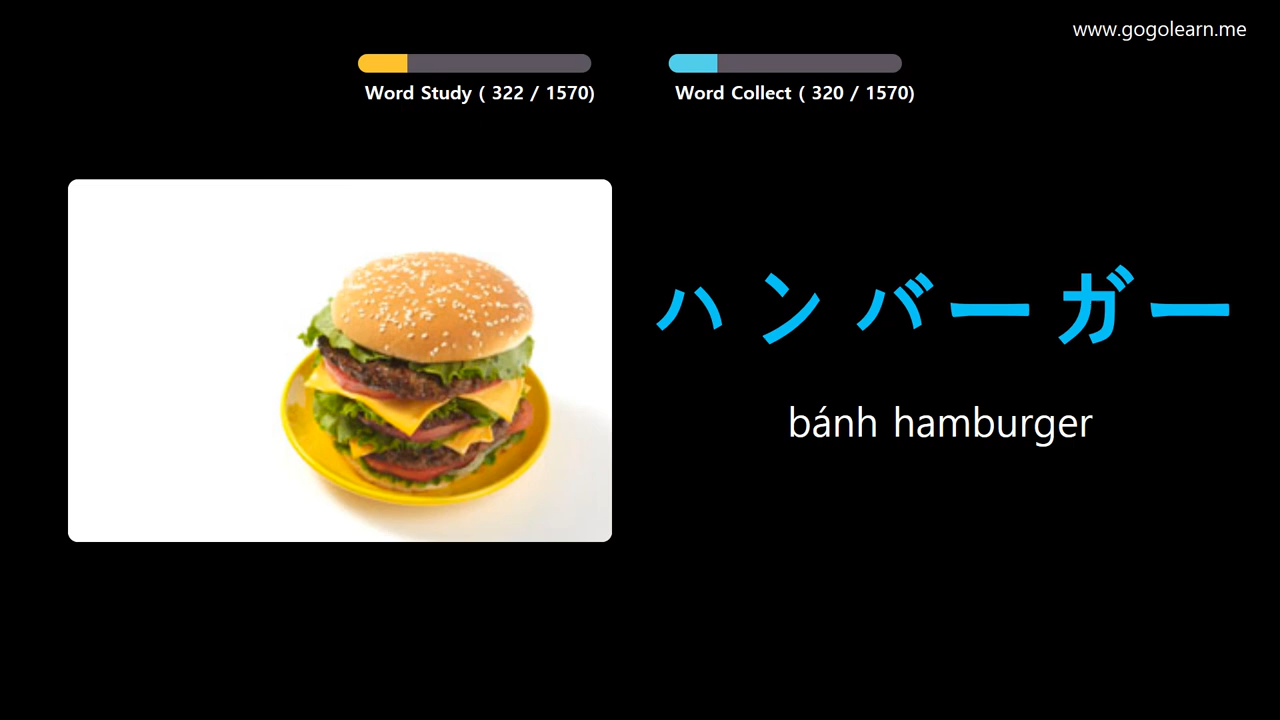 www.gogolearn.me
Word Study ( 322 / 1570)
Word Collect ( 320 / 1570)
ハンバーガー
bánh hamburger